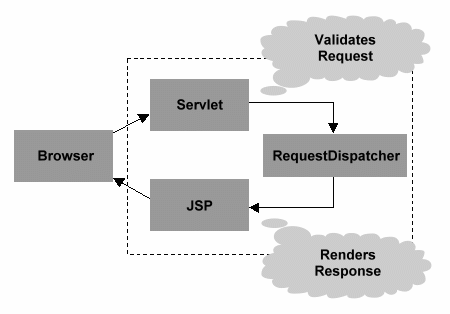 Validates
Request
Servlet
Browser
RequestDispatcher
JSP
Renders
Response